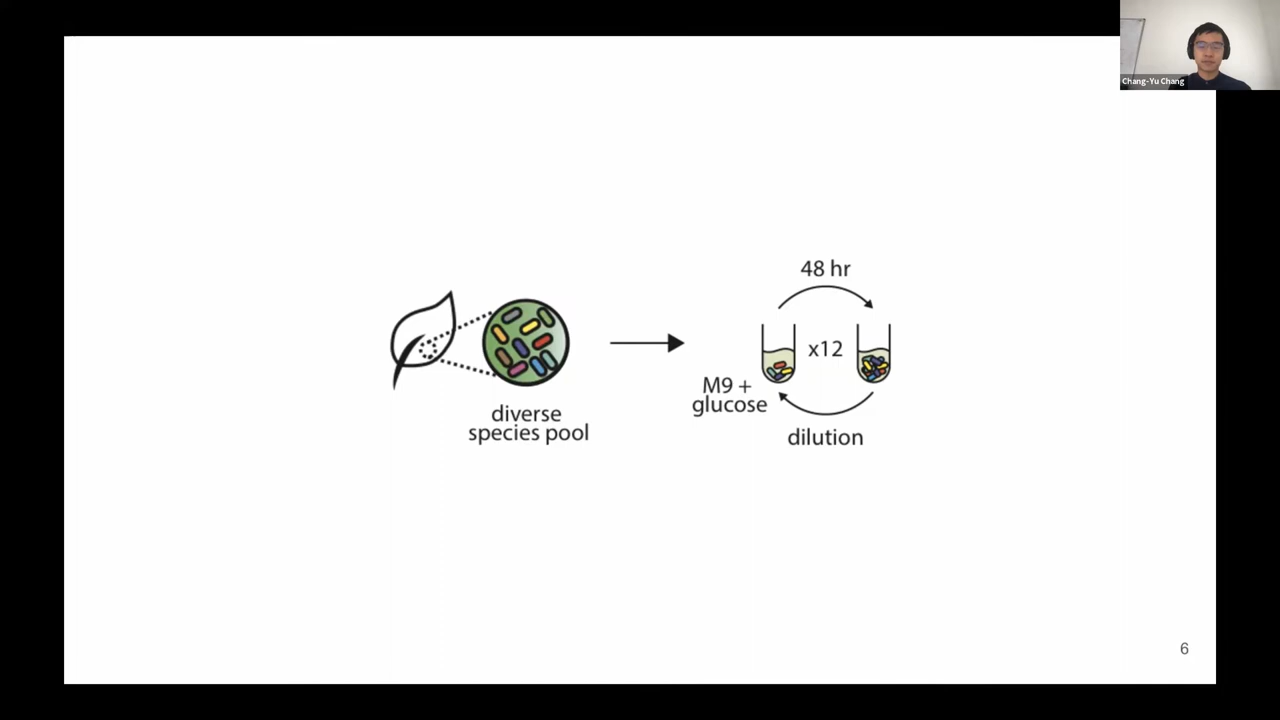 Chang-Yu Chang
48 hr
x12
M9 +
glucose
diverse
species pool
dilution
6